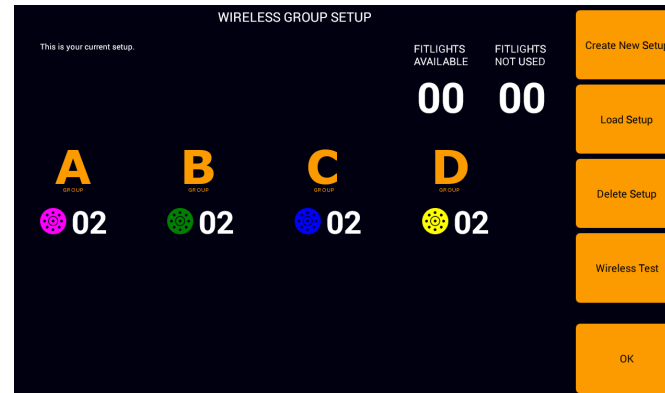 WIRELESS GROUP SETUP
This is your current setup.
FITLIGHTS AVAILABLE
FITLIGHTS NOT USED
00 00
A B C D
GROUP GROUP GROUP GROUP
02 02 02 02
Create New Setup
Load Setup
Delete Setup
Wireless Test
OK